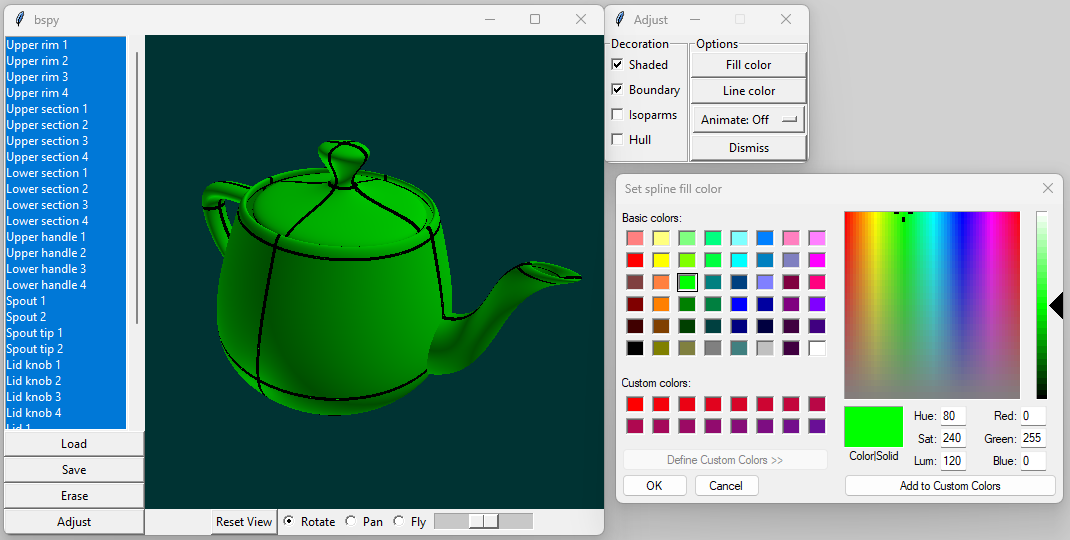 bspy
Upper rim 1
Upper rim 2
Upper rim 3
Upper rim 4
Upper section 1
Upper section 2
Upper section 3
Upper section 4
Lower section 1
Lower section 2
Lower section 3
Lower section 4
Upper handle 1
Upper handle 2
Lower handle 3
Lower handle 4
Spout 1
Spout 2
Spout tip 1
Spout tip 2
Lid knob 1
Lid knob 2
Lid knob 3
Lid knob 4
Lid 1
Load
Save
Erase
Adjust
Reset View
Rotate
Pan
Fly
Adjust
Decoration
Shaded
Boundary
Isoparms
Hull
Options
Fill color
Line color
Animate: Off
Dismiss
Set spline fill color
Basic colors:
Custom colors:
Define Custom Colors >>
OK
Cancel
Color|Solid
Hue: 80
Sat: 240
Lum: 120
Red: 0
Green: 255
Blue: 0
Add to Custom Colors